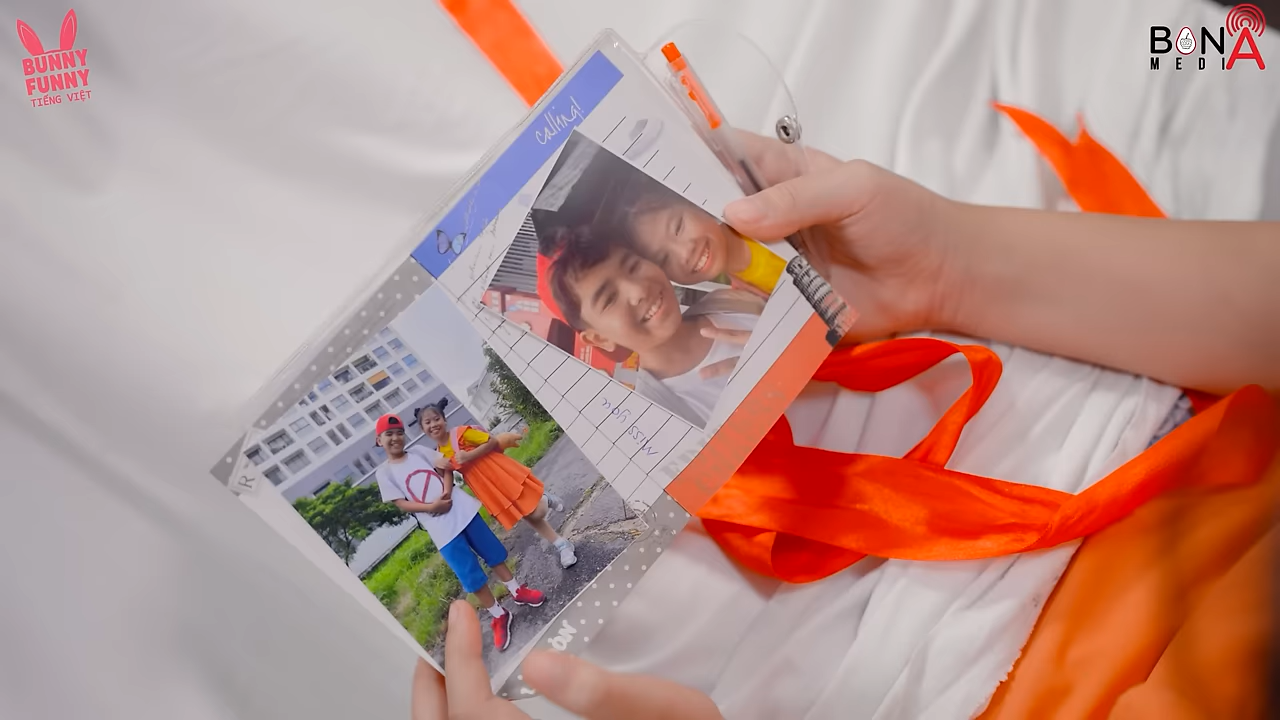 BUNNY
FUNNY
TIẾNG VIỆT
BONA
MEDIA
calling!
Miss you
R